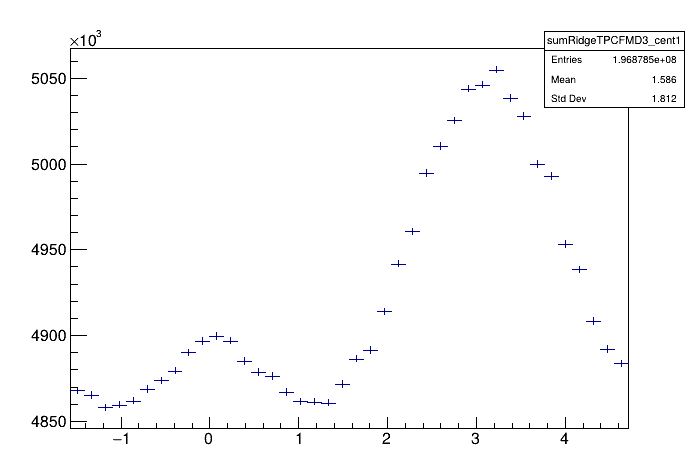 ×10³
sumRidgeTPCFMD3_cent1
Entries 1.968785e+08
Mean 1.586
Std Dev 1.812
5050
5000
4950
4900
4850
−1 0 1 2 3 4